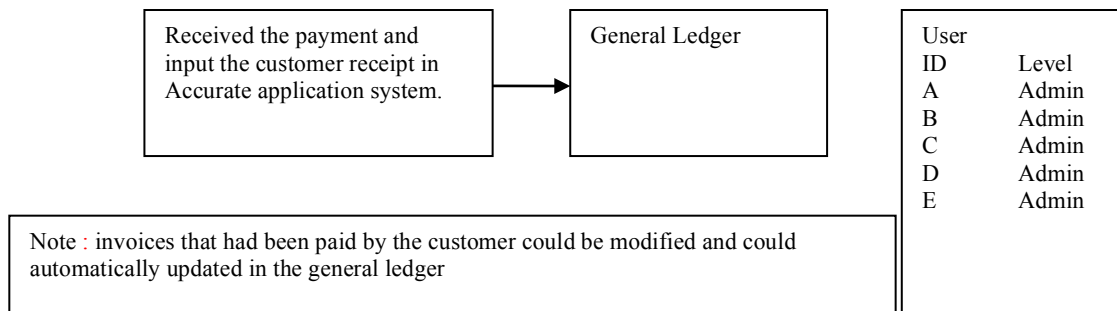 Received the payment and
input the customer receipt in
Accurate application system.
General Ledger
User
ID Level
A Admin
B Admin
C Admin
D Admin
E Admin
Note : invoices that had been paid by the customer could be modified and could
automatically updated in the general ledger